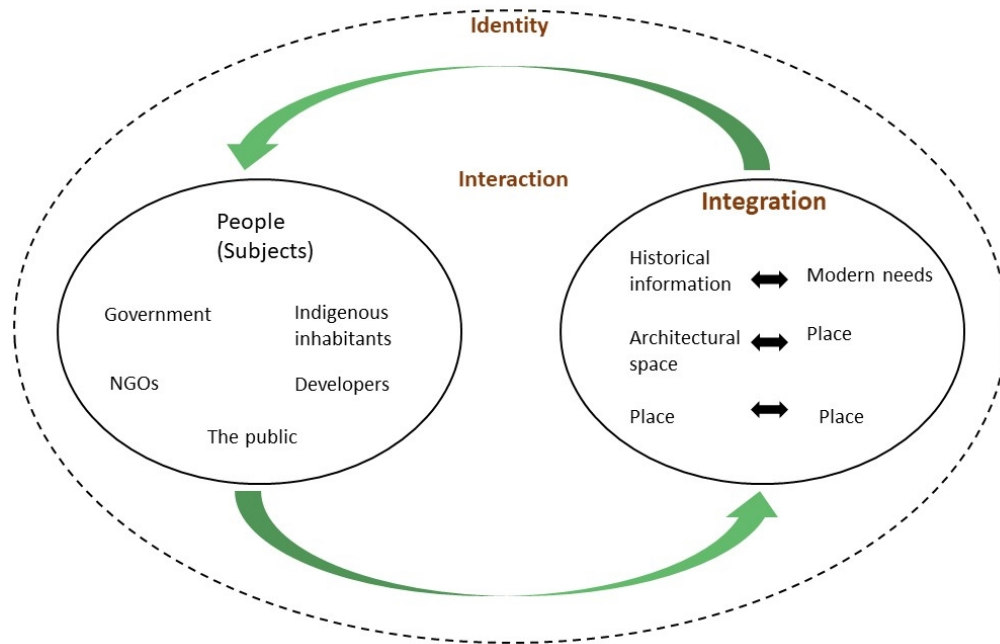 Identity
Interaction
People
(Subjects)
Government
Indigenous
inhabitants
NGOs
Developers
The public
Integration
Historical
information
Modern needs
Architectural
space
Place
Place
Place